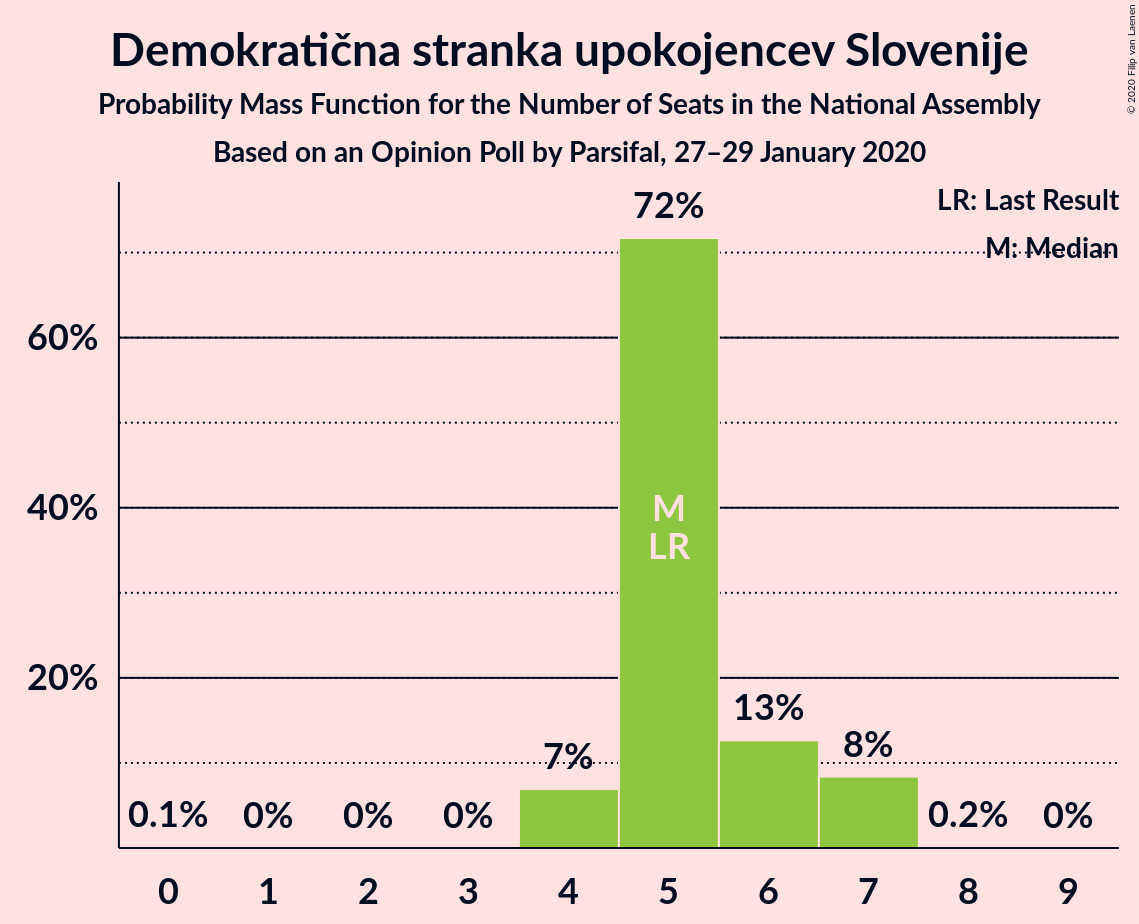 Demokratična stranka upokojencev Slovenije
Probability Mass Function for the Number of Seats in the National Assembly
Based on an Opinion Poll by Parsifal, 27–29 January 2020
© 2020 Filip van Laenen
LR: Last Result
M: Median
60%
40%
20%
0.1%
0%
0%
0%
7%
72%
13%
8%
0.2%
0%
M
LR
0
1
2
3
4
5
6
7
8
9